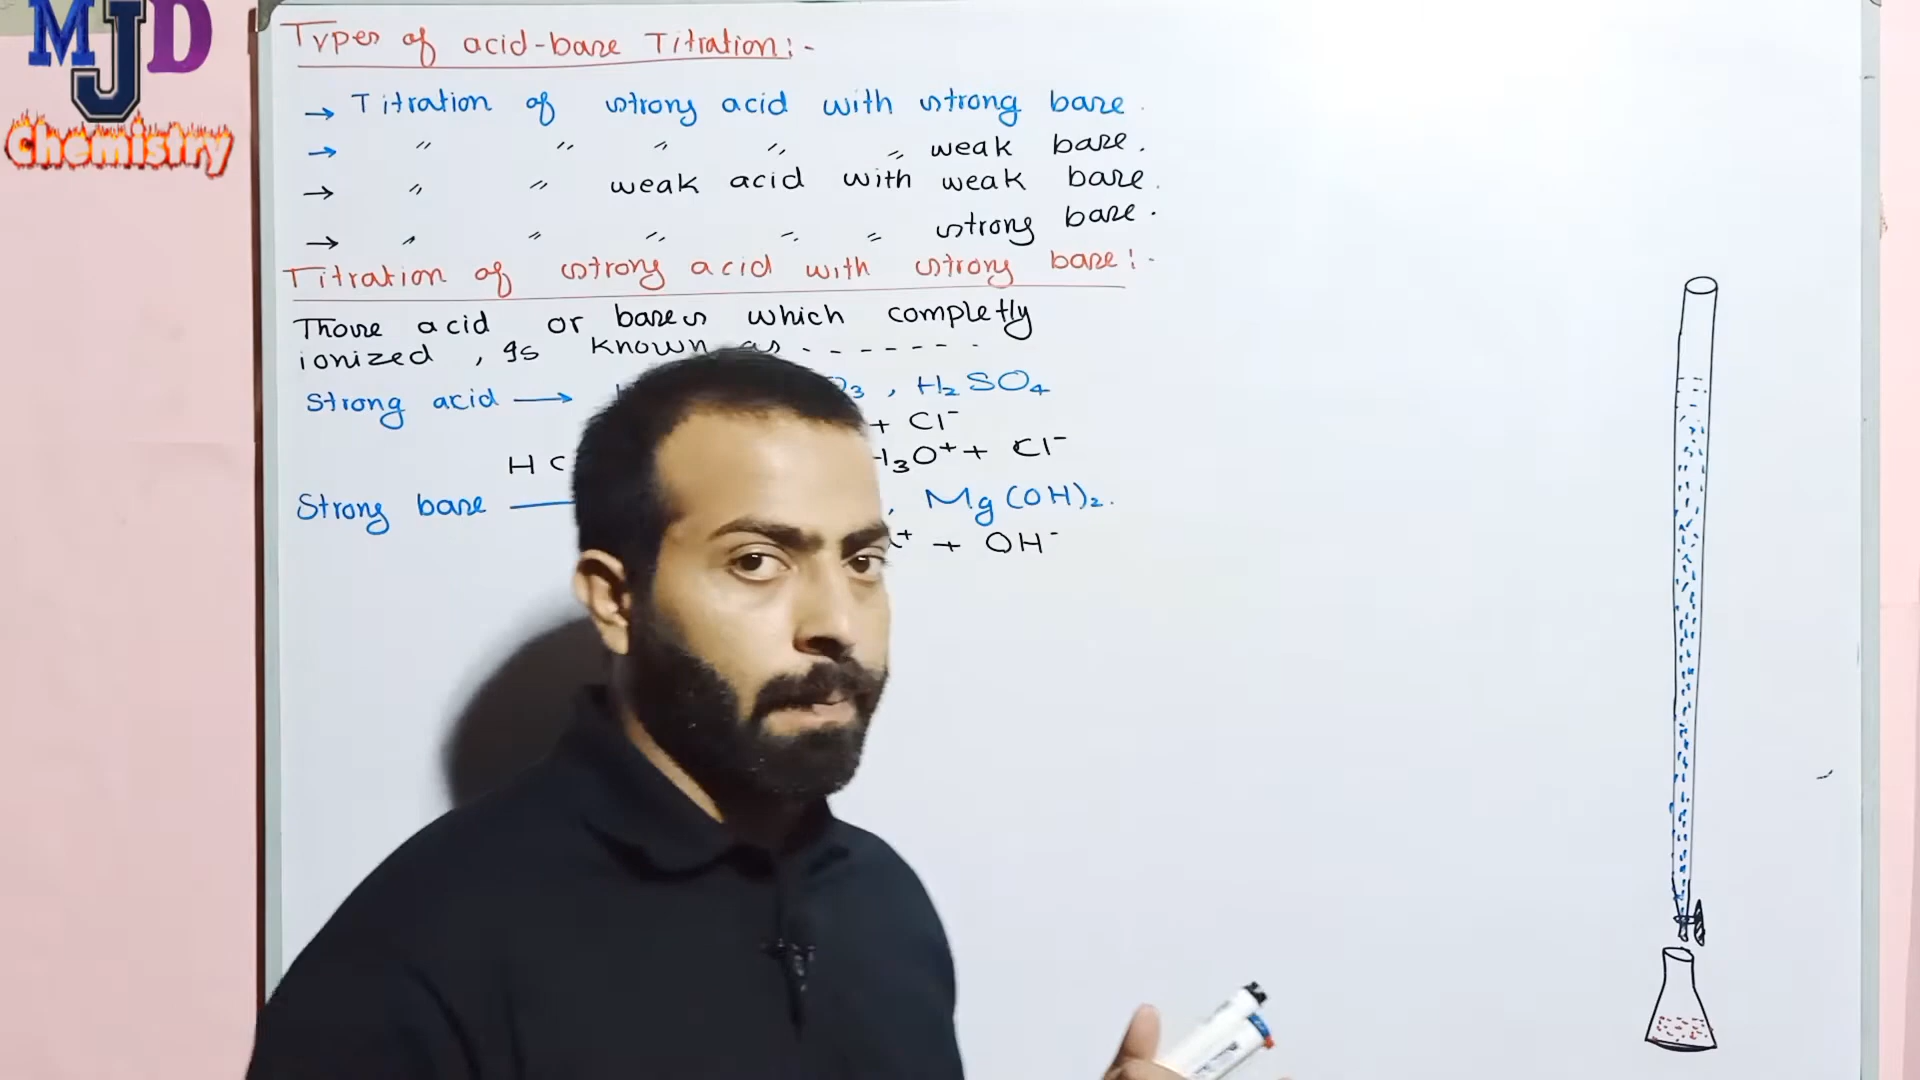 MJD
Chemistry
Types of acid-base Titration:-
→ Titration of strong acid with strong base.
→ " " " " " weak base.
→ " " weak acid with weak base.
→ " " " " " strong base.
Titration of strong acid with strong base:-
Those acid or bases which completly
ionized, is known as - - - - - - -
Strong acid → , H₂SO₄
+ Cl⁻
H₃O⁺ + Cl⁻
Strong base , Mg(OH)₂.
+ OH⁻